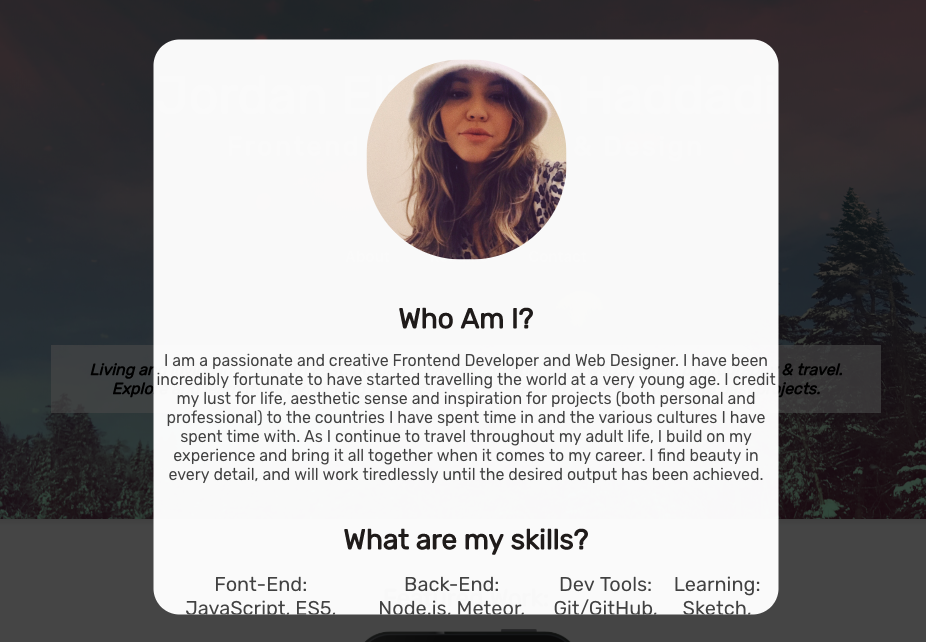 Who Am I?
I am a passionate and creative Frontend Developer and Web Designer. I have been
incredibly fortunate to have started travelling the world at a very young age. I credit
my lust for life, aesthetic sense and inspiration for projects (both personal and
professional) to the countries I have spent time in and the various cultures I have
spent time with. As I continue to travel throughout my adult life, I build on my
experience and bring it all together when it comes to my career. I find beauty in
every detail, and will work tiredlessly until the desired output has been achieved.
Living
& travel.
What are my skills?
Font-End:
JavaScript, ES5,
Back-End:
Node.js, Meteor,
Dev Tools:
Git/GitHub,
Learning:
Sketch,